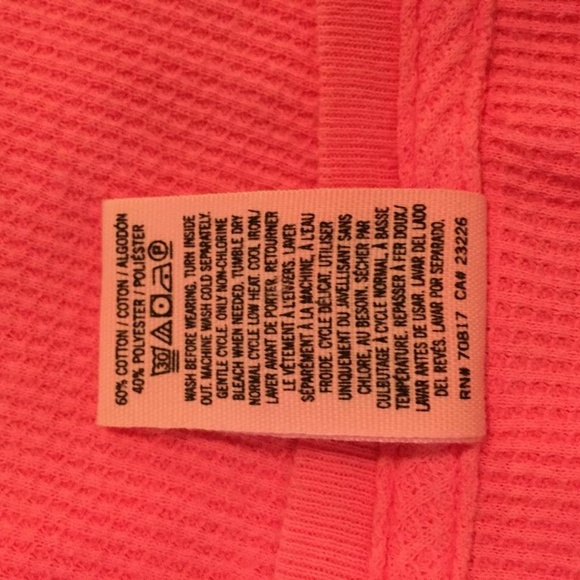 60% COTTON / COTON / ALGODÓN
40% POLYESTER / POLIÉSTER
30
P
WASH BEFORE WEARING. TURN INSIDE
OUT. MACHINE WASH COLD SEPARATELY.
GENTLE CYCLE ONLY NON-CHLORINE
BLEACH WHEN NEEDED. TUMBLE DRY
NORMAL CYCLE LOW HEAT COOL IRON/
LAVER AVANT DE PORTER. RETOURNER
LE VÊTEMENT À L'ENVERS. LAVER
SÉPARÉMENT À LA MACHINE, À L'EAU
FROIDE. CYCLE DÉLICAT. UTILISER
UNIQUEMENT DU JAVELLISANT SANS
CHLORE, AU BESOIN. SÉCHER PAR
CULBUTAGE À CYCLE NORMAL, À BASSE
TEMPÉRATURE. REPASSER À FER DOUX/
LAVAR ANTES DE USAR. LAVAR DEL LADO
DEL REVÉS. LAVAR POR SEPARADO.
RN# 70817 CA# 23226